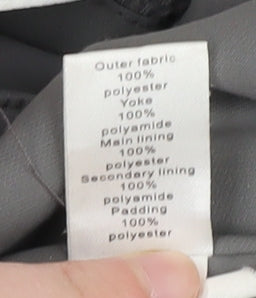 Outer fabric
100%
polyester
Yoke
100%
polyamide
Main lining
100%
polyester
Secondary lining
100%
polyamide
Padding
100%
polyester